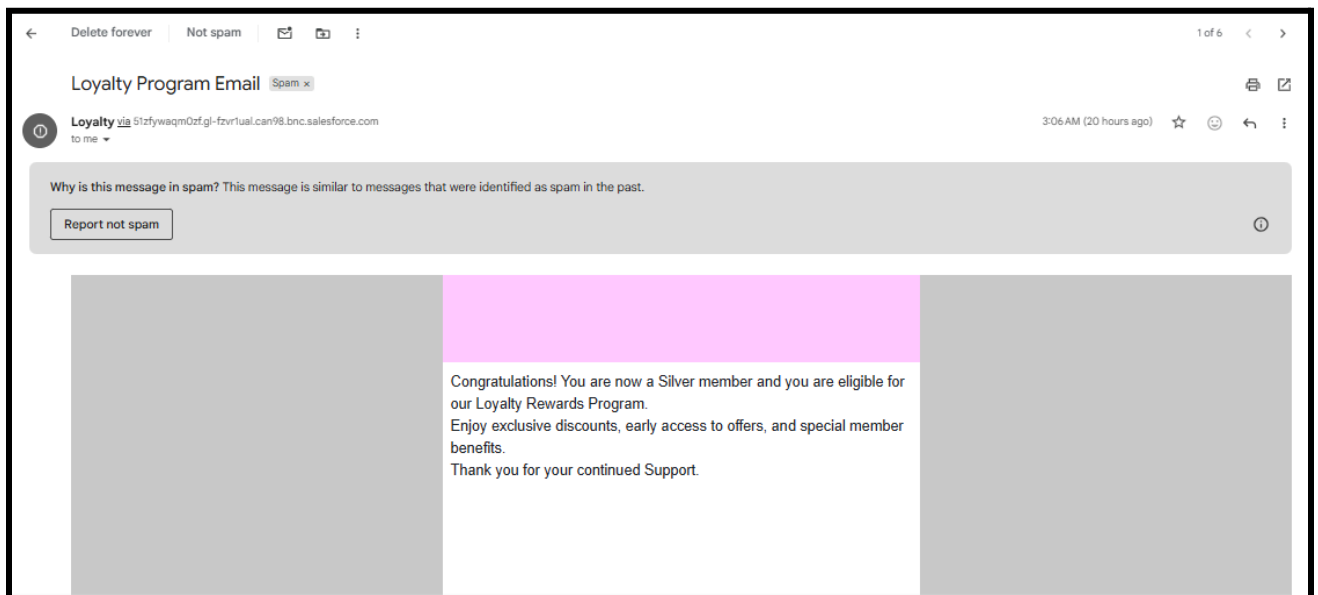 Delete forever Not spam 1 of 6
Loyalty Program Email Spam ×
Loyalty via 51zfywaqm0zf.gl-fzvr1ual.can98.bnc.salesforce.com 3:06 AM (20 hours ago)
to me
Why is this message in spam? This message is similar to messages that were identified as spam in the past.
Report not spam
Congratulations! You are now a Silver member and you are eligible for
our Loyalty Rewards Program.
Enjoy exclusive discounts, early access to offers, and special member
benefits.
Thank you for your continued Support.